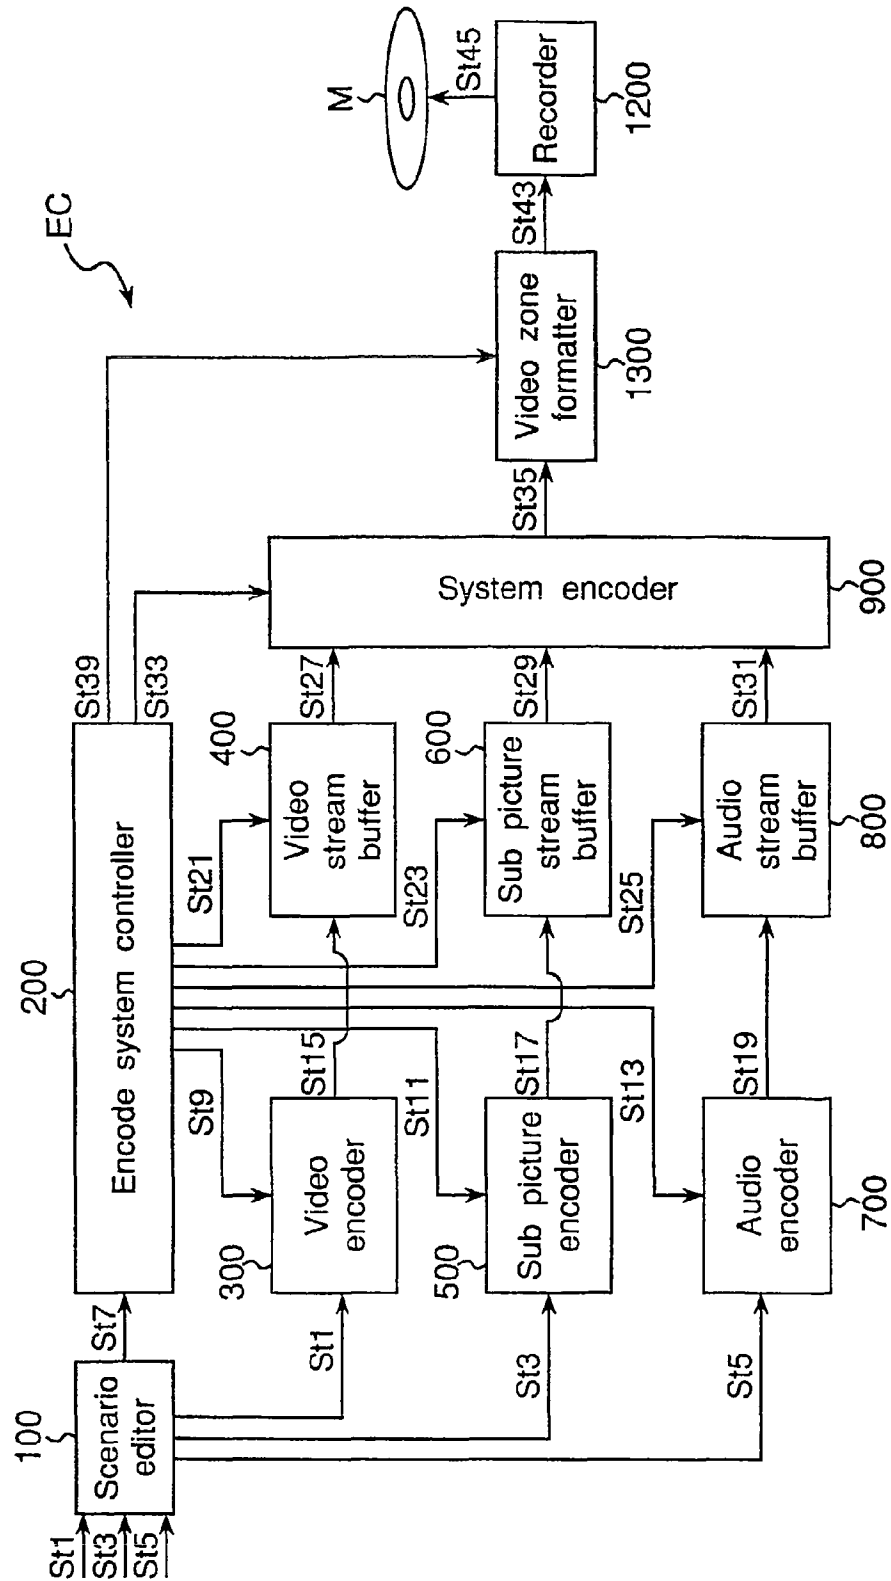 EC
100
Scenario
editor
St1
St3
St5
St7
200
Encode system controller
St39
St33
St9
St21
St11
St23
St13
St25
St1
St3
St5
300
Video
encoder
St15
400
Video
stream
buffer
St27
500
Sub picture
encoder
St17
600
Sub picture
stream
buffer
St29
700
Audio
encoder
St19
800
Audio
stream
buffer
St31
System encoder
900
St35
Video zone
formatter
1300
St43
Recorder
1200
St45
M